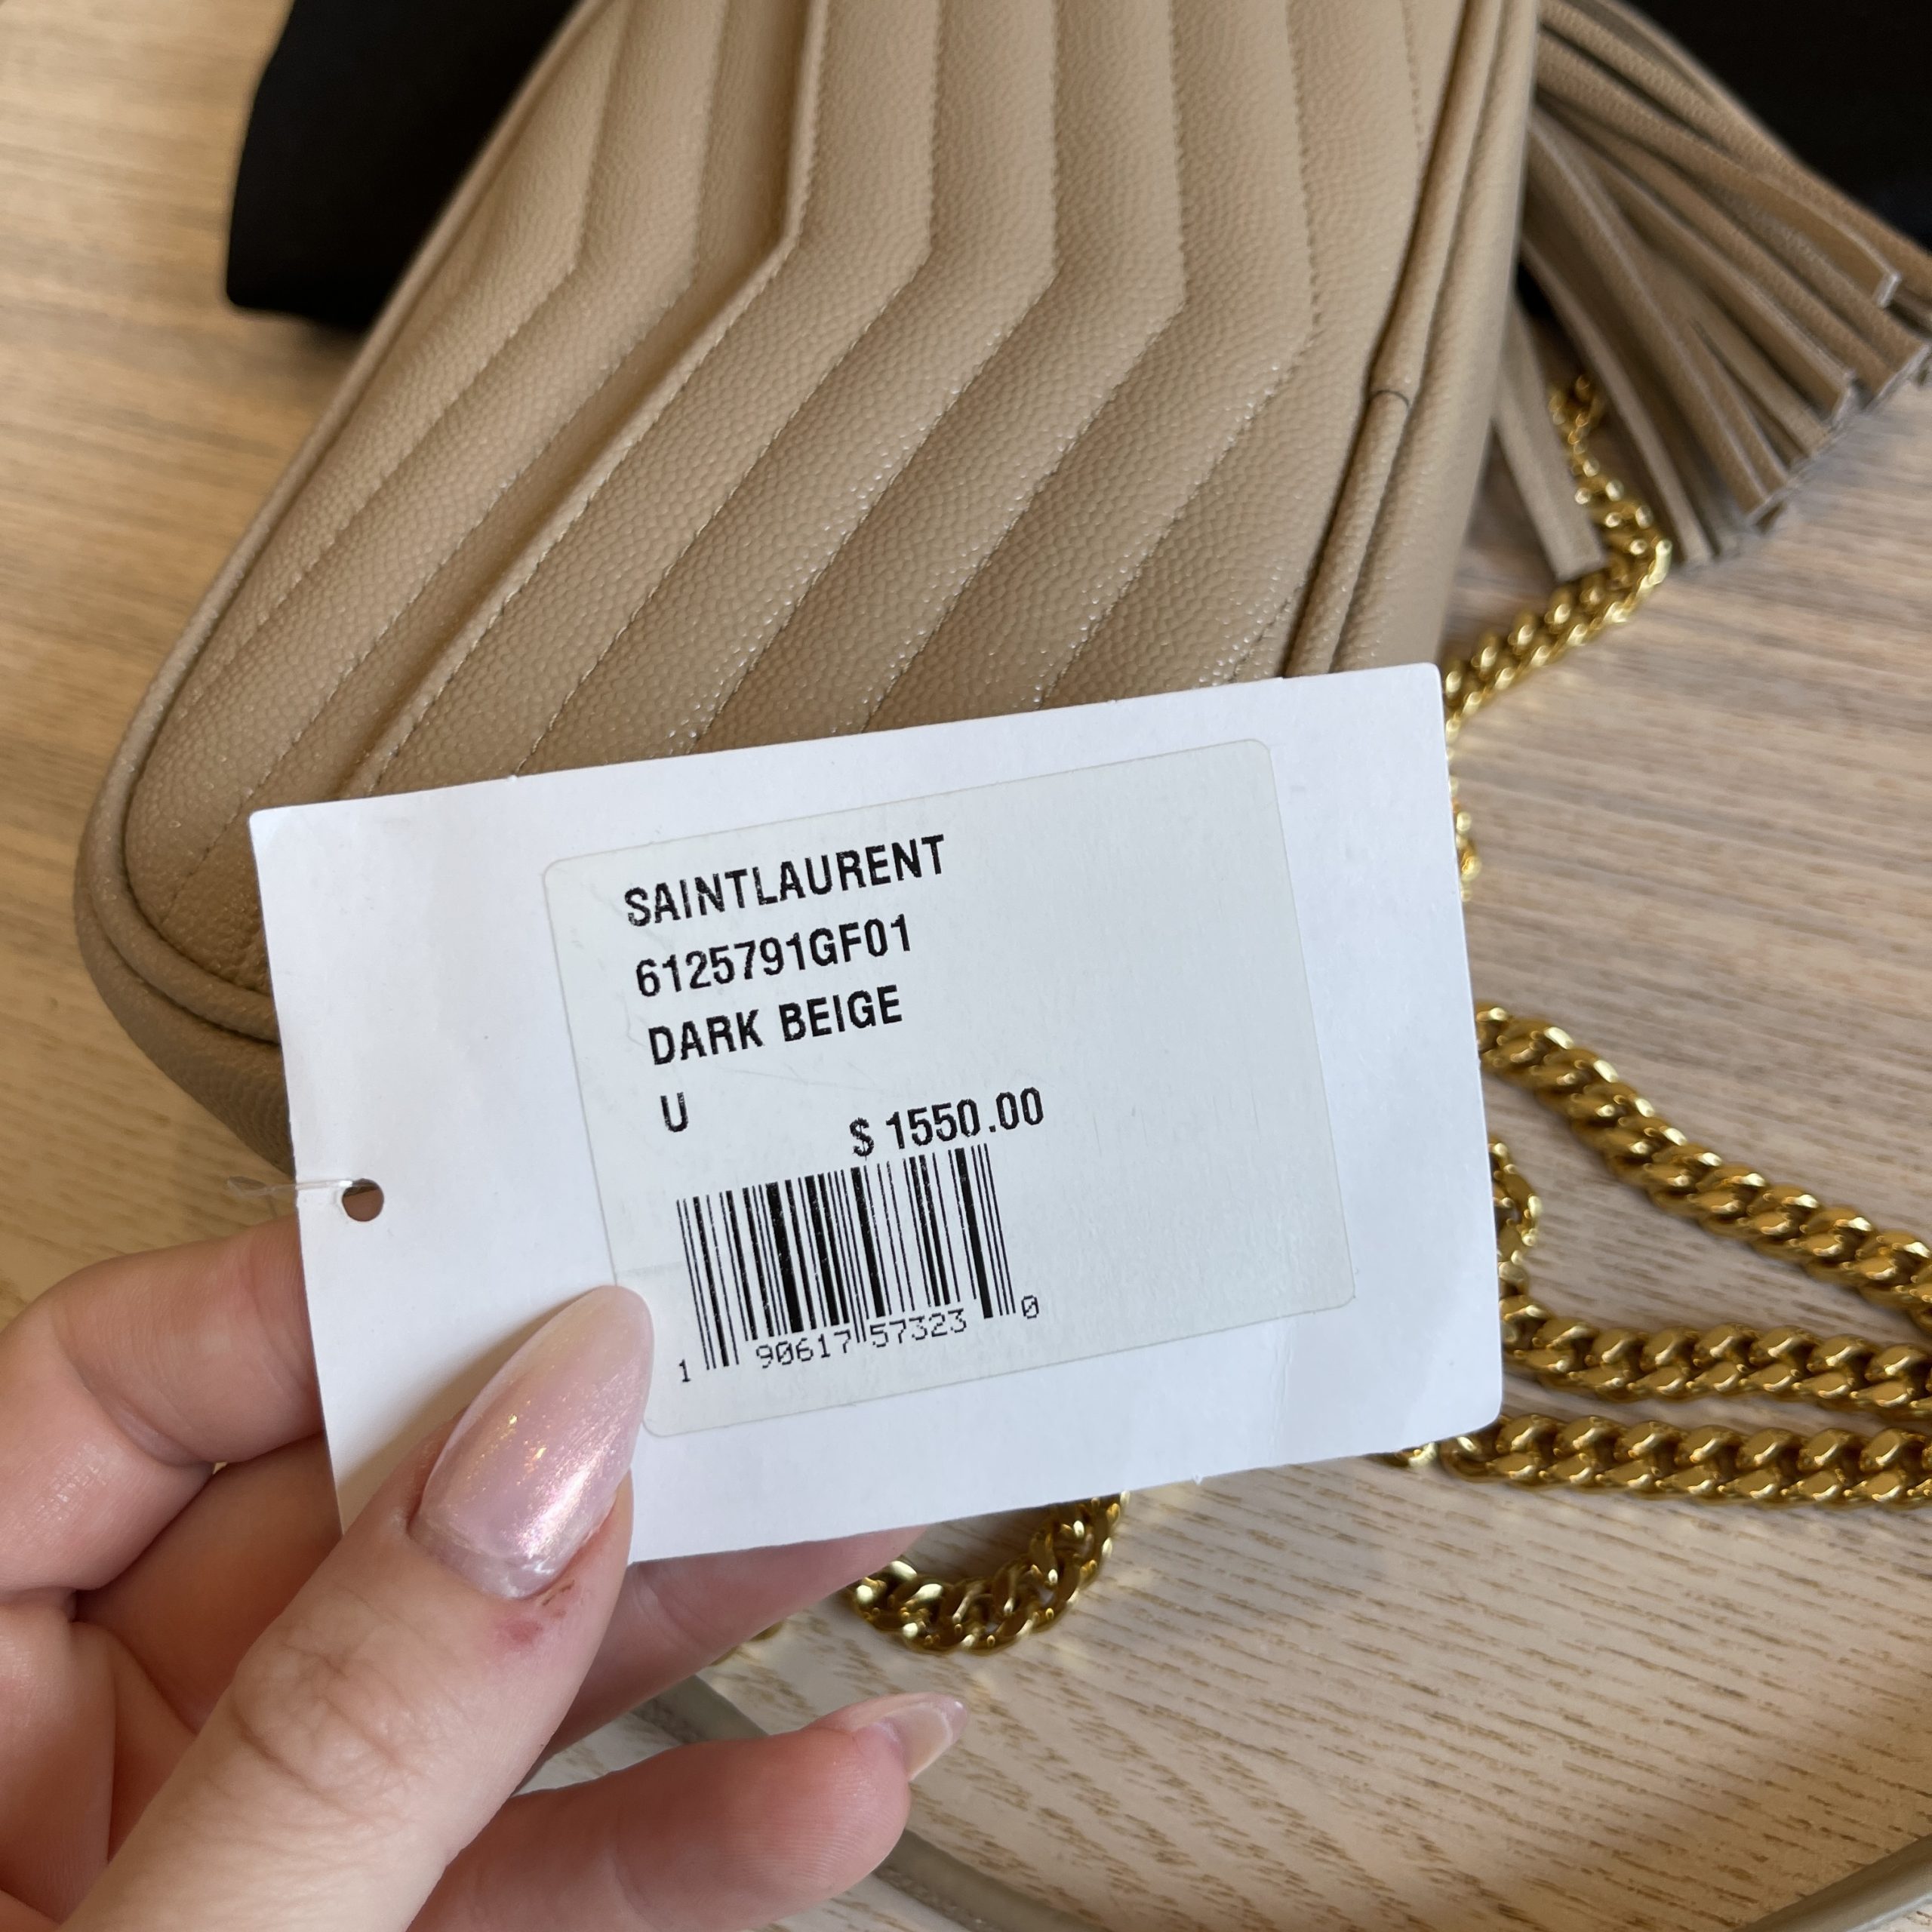 SAINTLAURENT
6125791GF01
DARK BEIGE
U
$ 1550.00
1 90617 57323 0